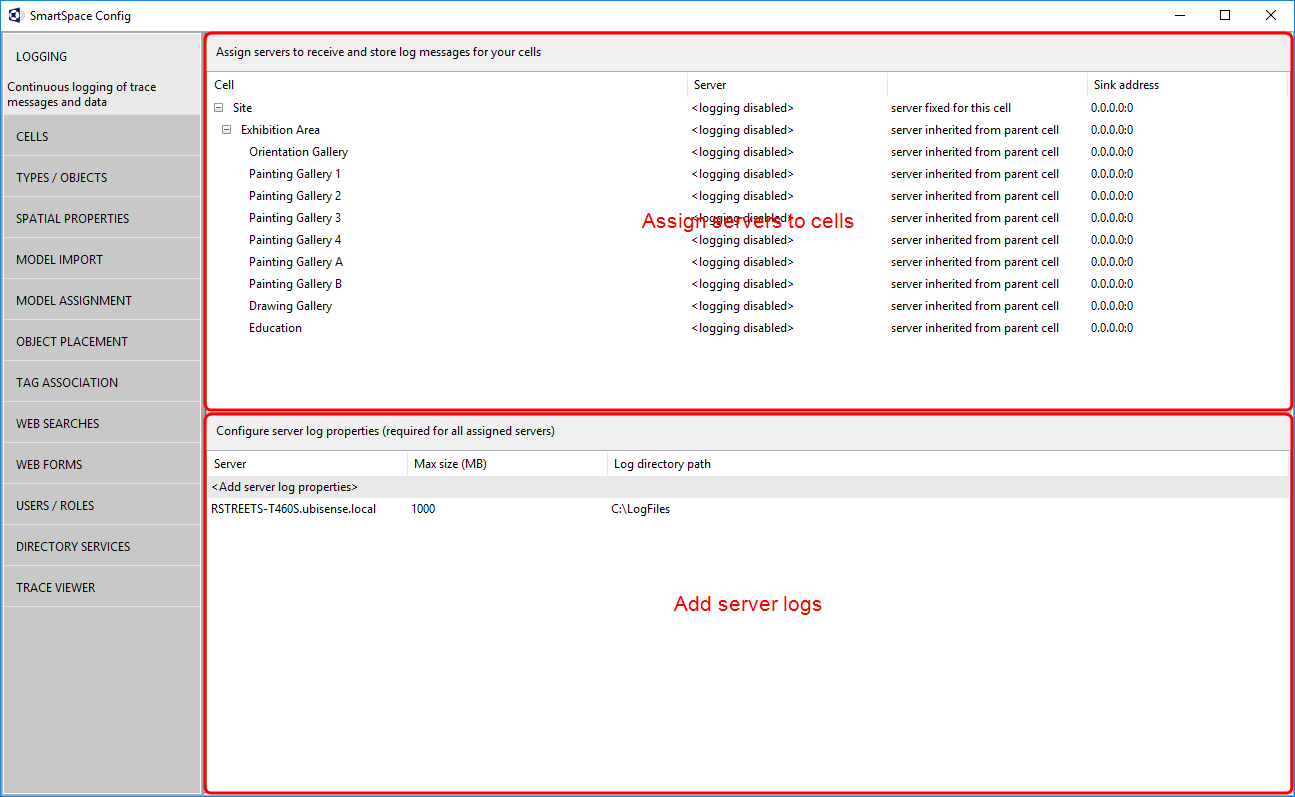 SmartSpace Config
LOGGING
Continuous logging of trace
messages and data
CELLS
TYPES / OBJECTS
SPATIAL PROPERTIES
MODEL IMPORT
MODEL ASSIGNMENT
OBJECT PLACEMENT
TAG ASSOCIATION
WEB SEARCHES
WEB FORMS
USERS / ROLES
DIRECTORY SERVICES
TRACE VIEWER
Assign servers to receive and store log messages for your cells
Cell Server Sink address
Site <logging disabled> server fixed for this cell 0.0.0.0:0
Exhibition Area <logging disabled> server inherited from parent cell 0.0.0.0:0
Orientation Gallery <logging disabled> server inherited from parent cell 0.0.0.0:0
Painting Gallery 1 <logging disabled> server inherited from parent cell 0.0.0.0:0
Painting Gallery 2 <logging disabled> server inherited from parent cell 0.0.0.0:0
Painting Gallery 3 <logging disabled> server inherited from parent cell 0.0.0.0:0
Assign servers to cells
Painting Gallery 4 <logging disabled> server inherited from parent cell 0.0.0.0:0
Painting Gallery A <logging disabled> server inherited from parent cell 0.0.0.0:0
Painting Gallery B <logging disabled> server inherited from parent cell 0.0.0.0:0
Drawing Gallery <logging disabled> server inherited from parent cell 0.0.0.0:0
Education <logging disabled> server inherited from parent cell 0.0.0.0:0
Configure server log properties (required for all assigned servers)
Server Max size (MB) Log directory path
<Add server log properties>
RSTREETS-T460S.ubisense.local 1000 C:\LogFiles
Add server logs